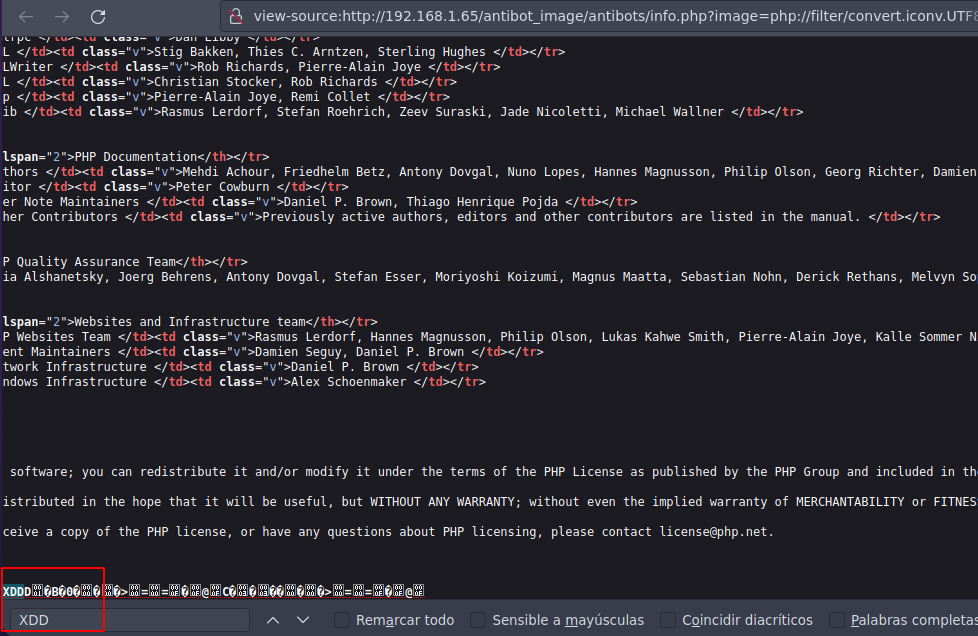 view-source:http://192.168.1.65/antibot_image/antibots/info.php?image=php://filter/convert.iconv.UTF8
lrpc </td><td class="v">Dan Libby </td></tr>
L </td><td class="v">Stig Bakken, Thies C. Arntzen, Sterling Hughes </td></tr>
LWriter </td><td class="v">Rob Richards, Pierre-Alain Joye </td></tr>
L </td><td class="v">Christian Stocker, Rob Richards </td></tr>
p </td><td class="v">Pierre-Alain Joye, Remi Collet </td></tr>
ib </td><td class="v">Rasmus Lerdorf, Stefan Roehrich, Zeev Suraski, Jade Nicoletti, Michael Wallner </td></tr>
lspan="2">PHP Documentation</th></tr>
thors </td><td class="v">Mehdi Achour, Friedhelm Betz, Antony Dovgal, Nuno Lopes, Hannes Magnusson, Philip Olson, Georg Richter, Damien
itor </td><td class="v">Peter Cowburn </td></tr>
er Note Maintainers </td><td class="v">Daniel P. Brown, Thiago Henrique Pojda </td></tr>
her Contributors </td><td class="v">Previously active authors, editors and other contributors are listed in the manual. </td></tr>
P Quality Assurance Team</th></tr>
ia Alshanetsky, Joerg Behrens, Antony Dovgal, Stefan Esser, Moriyoshi Koizumi, Magnus Maatta, Sebastian Nohn, Derick Rethans, Melvyn So
lspan="2">Websites and Infrastructure team</th></tr>
P Websites Team </td><td class="v">Rasmus Lerdorf, Hannes Magnusson, Philip Olson, Lukas Kahwe Smith, Pierre-Alain Joye, Kalle Sommer N
ent Maintainers </td><td class="v">Damien Seguy, Daniel P. Brown </td></tr>
twork Infrastructure </td><td class="v">Daniel P. Brown </td></tr>
ndows Infrastructure </td><td class="v">Alex Schoenmaker </td></tr>
software; you can redistribute it and/or modify it under the terms of the PHP License as published by the PHP Group and included in the
istributed in the hope that it will be useful, but WITHOUT ANY WARRANTY; without even the implied warranty of MERCHANTABILITY or FITNES
ceive a copy of the PHP license, or have any questions about PHP licensing, please contact license@php.net.
XDDD
XDD Remarcar todo Sensible a mayúsculas Coincidir diacríticos Palabras completas